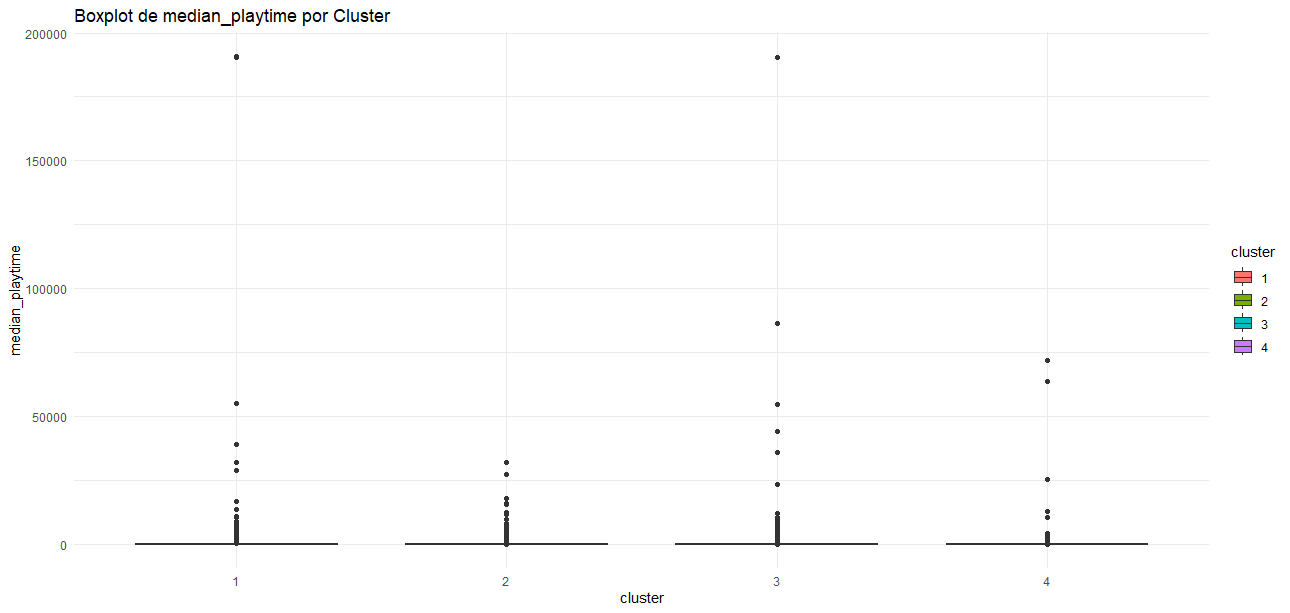 Boxplot de median_playtime por Cluster
200000
150000
100000
50000
0
median_playtime
1 2 3 4
cluster
cluster
1
2
3
4